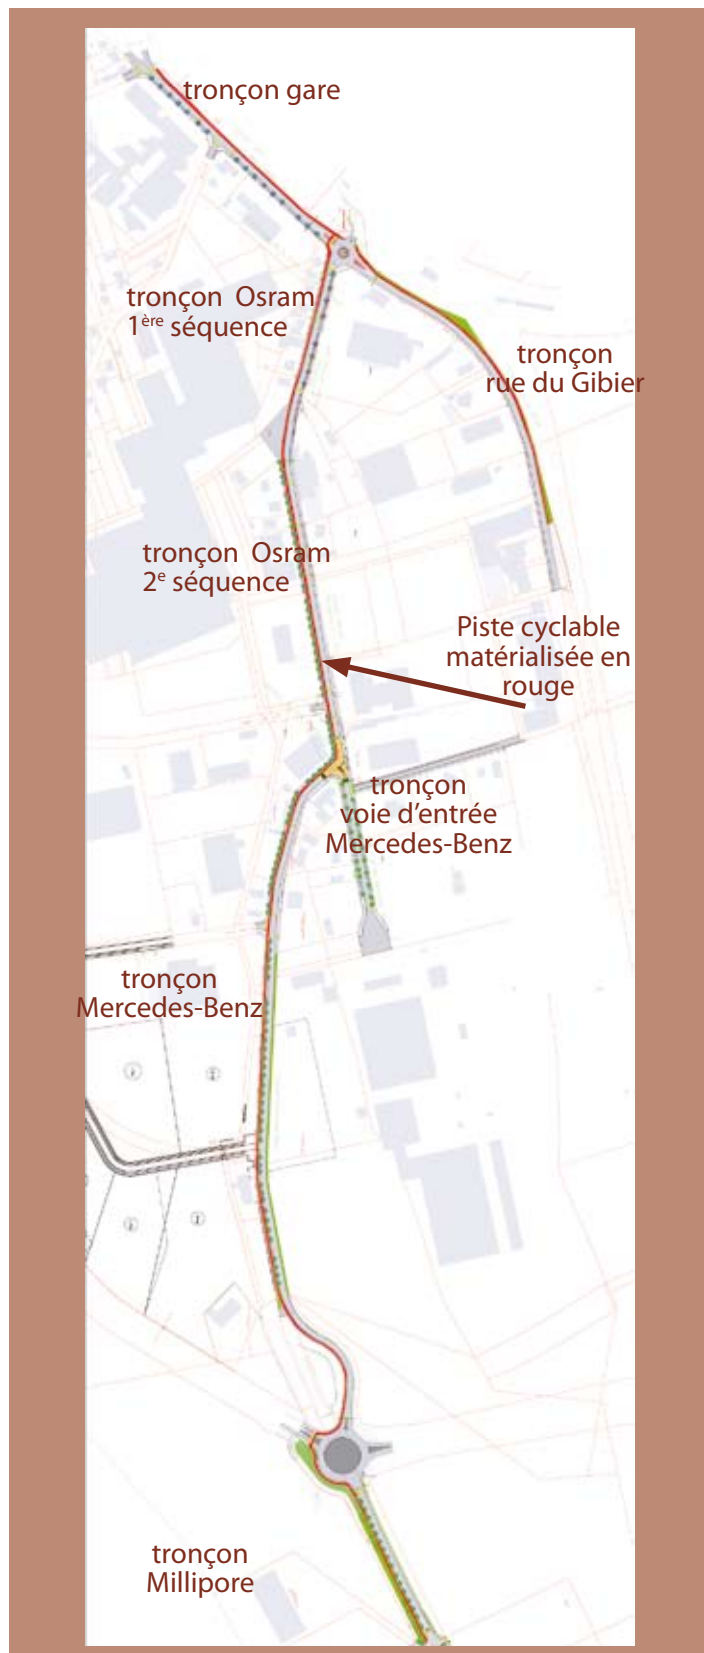 tronçon gare
tronçon Osram
1ère séquence
tronçon
rue du Gibier
tronçon Osram
2e séquence
Piste cyclable
matérialisée en
rouge
tronçon
voie d'entrée
Mercedes-Benz
tronçon
Mercedes-Benz
tronçon
Millipore